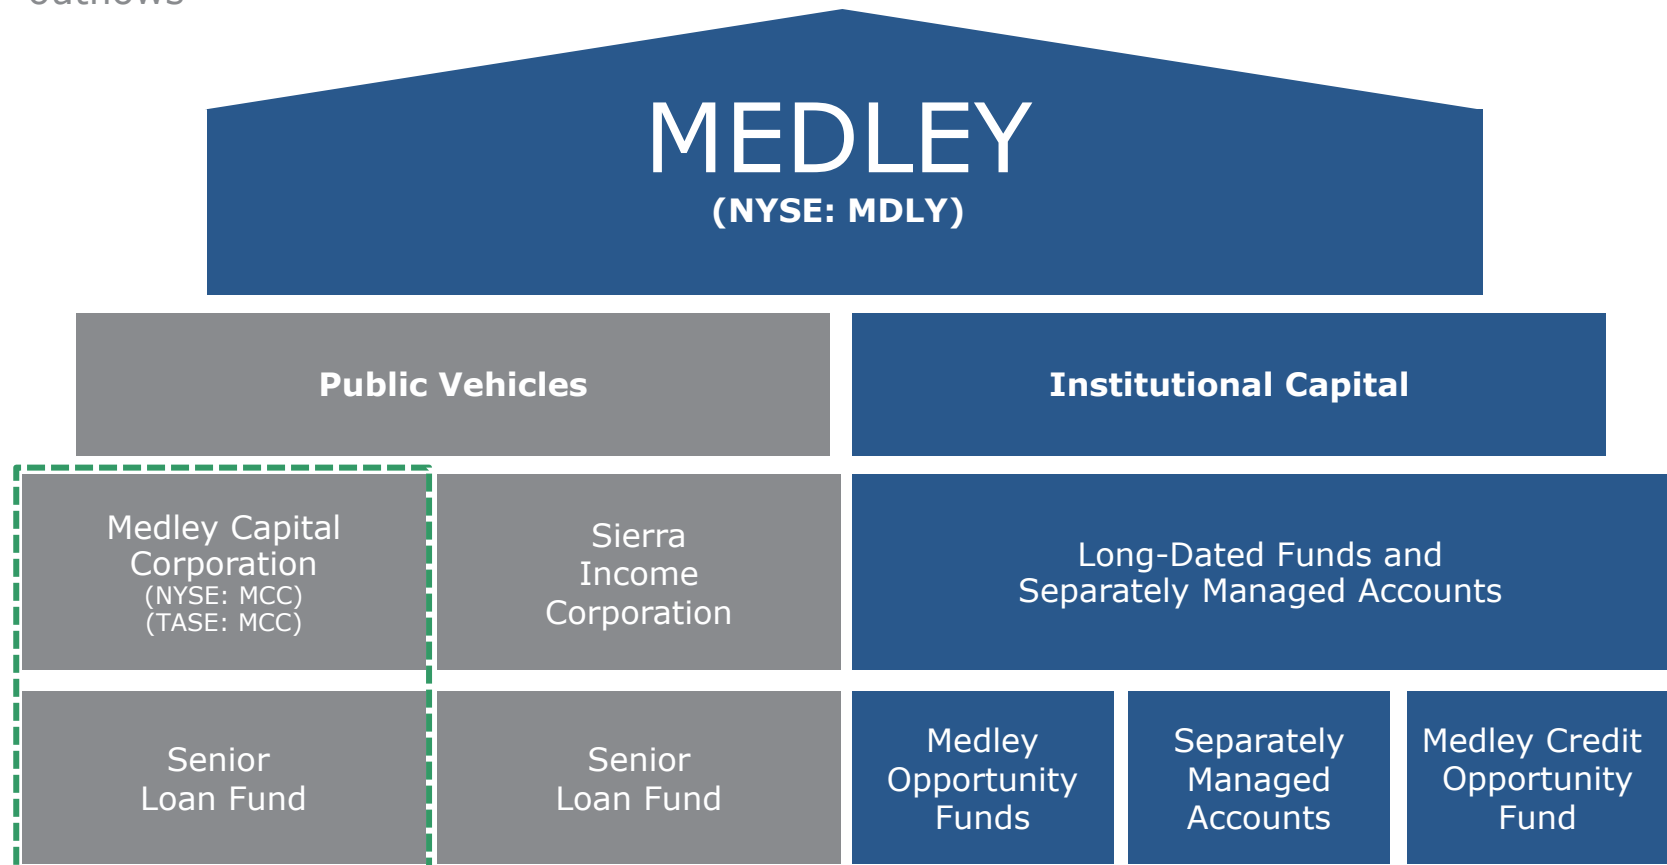 MEDLEY
(NYSE: MDLY)
Public Vehicles
Institutional Capital
Medley Capital
Corporation
(NYSE: MCC)
(TASE: MCC)
Sierra
Income
Corporation
Long-Dated Funds and
Separately Managed Accounts
Senior
Loan Fund
Senior
Loan Fund
Medley
Opportunity
Funds
Separately
Managed
Accounts
Medley Credit
Opportunity
Fund